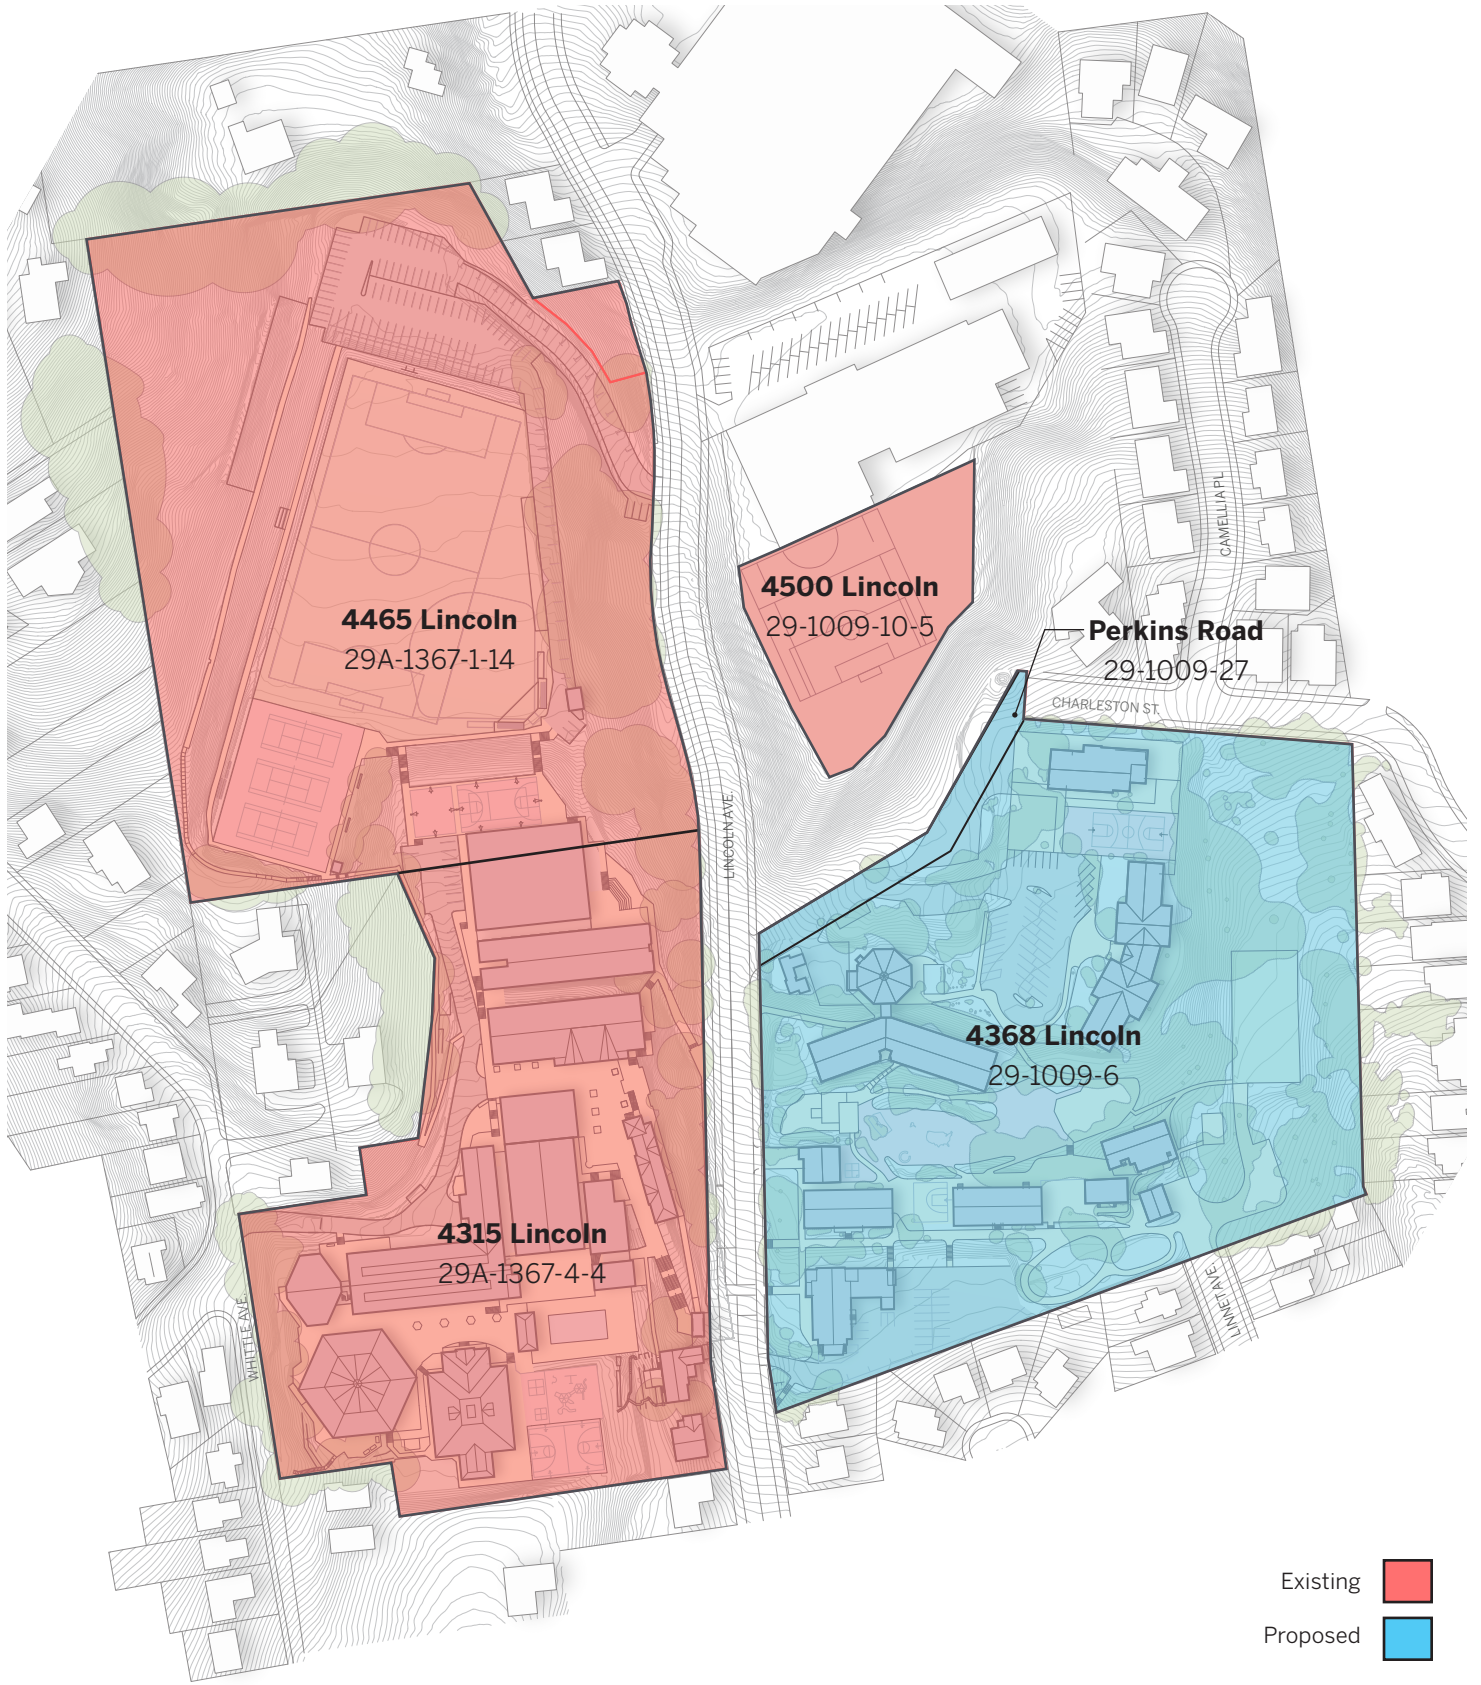 4465 Lincoln
29A-1367-1-14
4500 Lincoln
29-1009-10-5
CAMELLIA PL
Perkins Road
29-1009-27
CHARLESTON ST.
LINCOLN AVE.
4368 Lincoln
29-1009-6
4315 Lincoln
29A-1367-4-4
WHITTLE AVE.
LINNET AVE.
Existing
Proposed